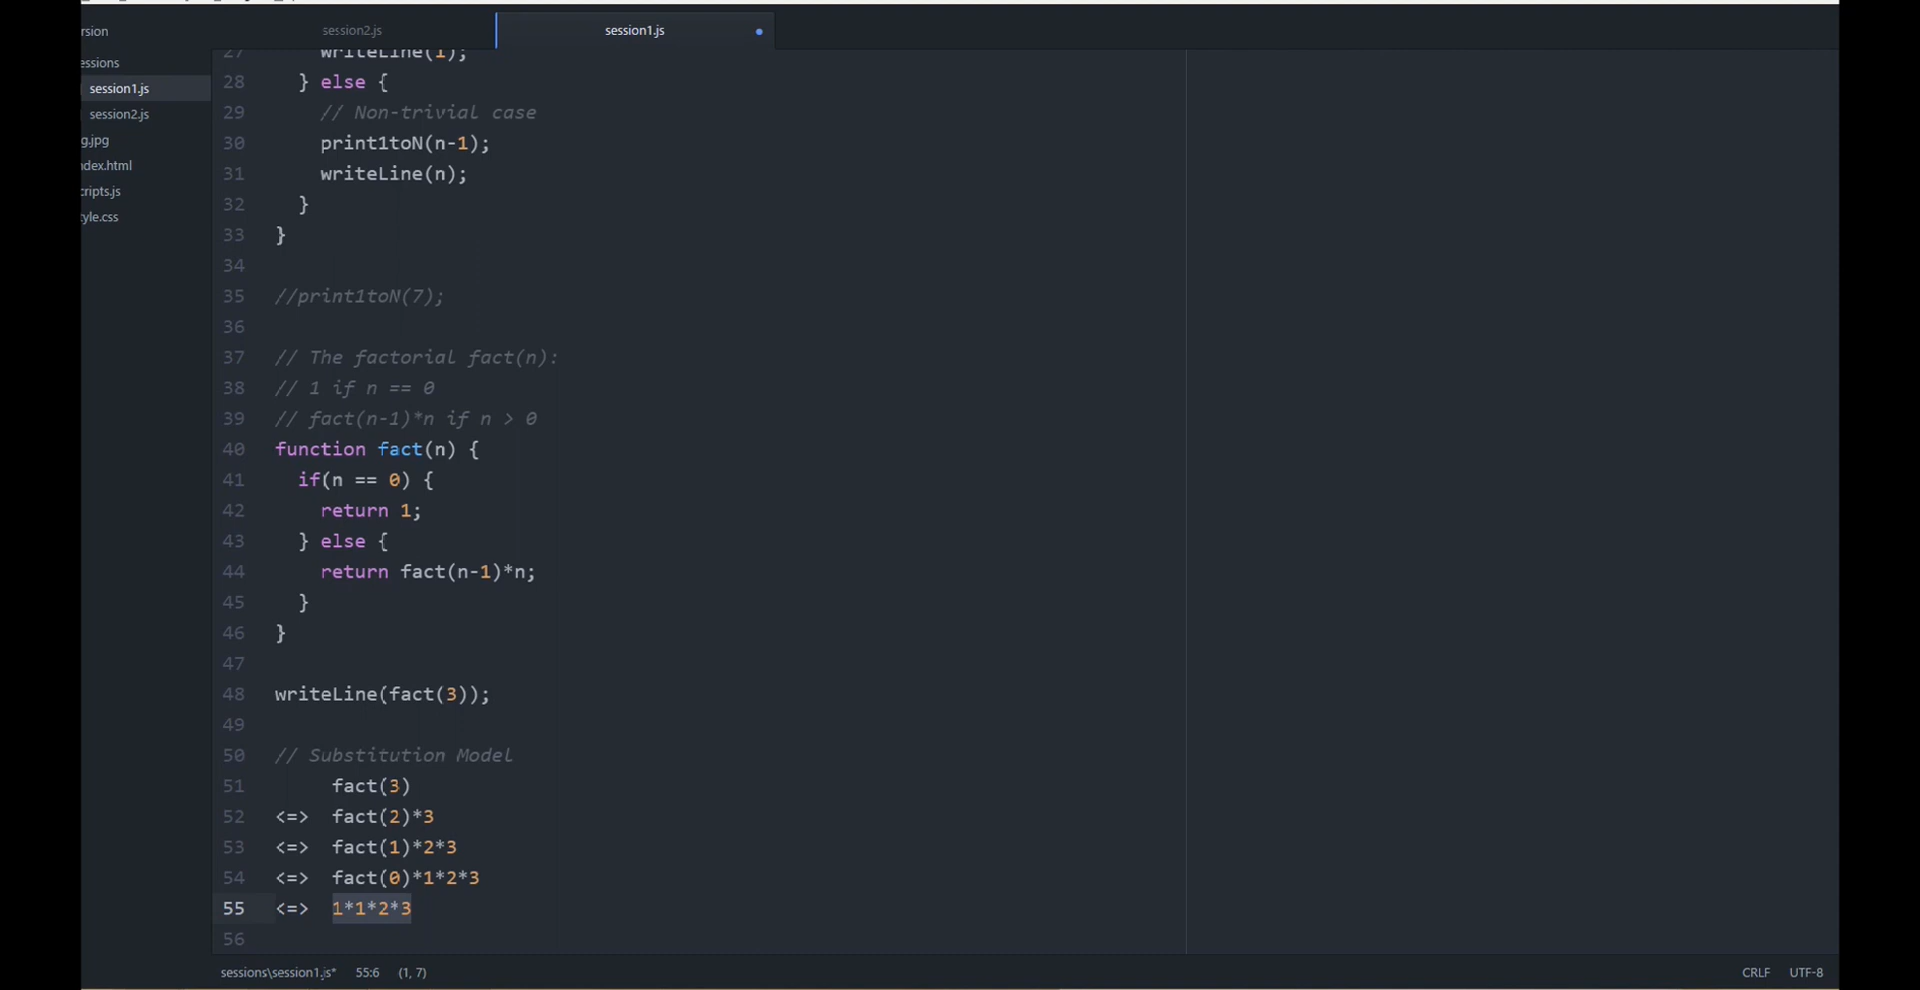 session2.js
session1.js
rsion
essions
session1.js
session2.js
g.jpg
ndex.html
cripts.js
tyle.css
27 writeLine(1);
28 } else {
29 // Non-trivial case
30 print1toN(n-1);
31 writeLine(n);
32 }
33 }
34
35 //print1toN(7);
36
37 // The factorial fact(n):
38 // 1 if n == 0
39 // fact(n-1)*n if n > 0
40 function fact(n) {
41 if(n == 0) {
42 return 1;
43 } else {
44 return fact(n-1)*n;
45 }
46 }
47
48 writeLine(fact(3));
49
50 // Substitution Model
51 fact(3)
52 <=> fact(2)*3
53 <=> fact(1)*2*3
54 <=> fact(0)*1*2*3
55 <=> 1*1*2*3
56
sessions\session1.js* 55:6 (1, 7) CRLF UTF-8